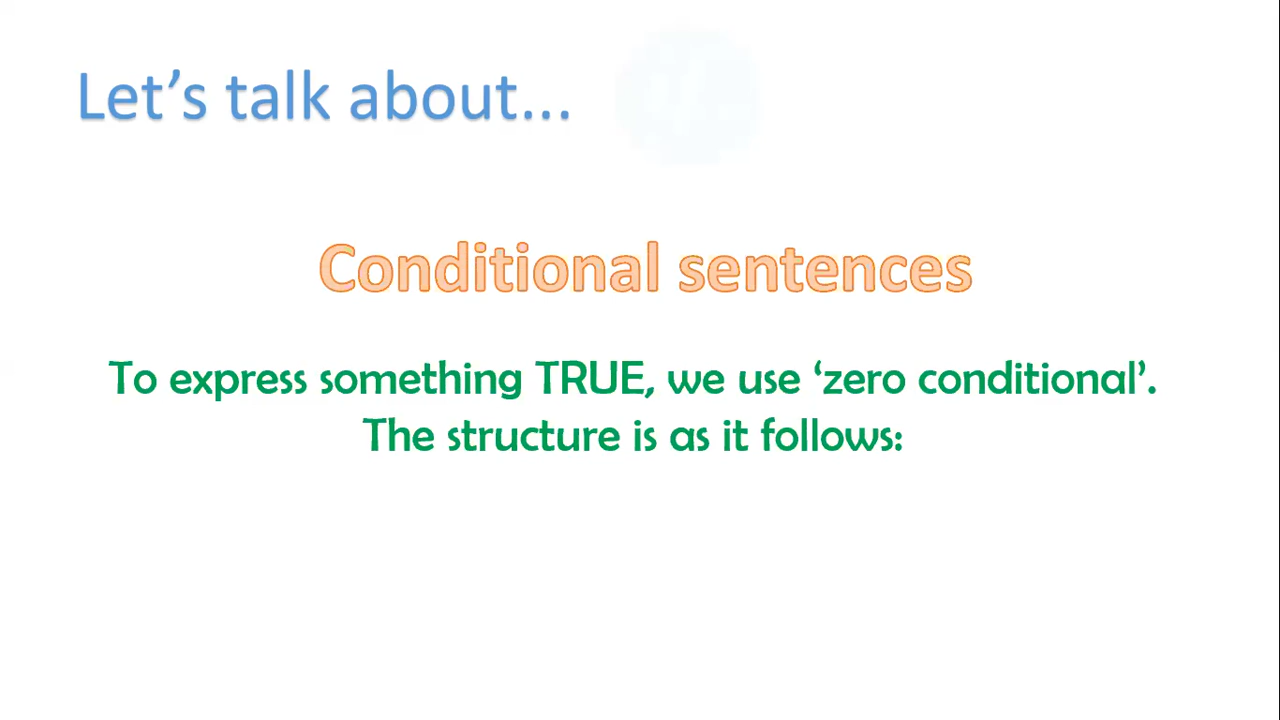 Let's talk about...
Conditional sentences
To express something TRUE, we use ‘zero conditional’.
The structure is as it follows: